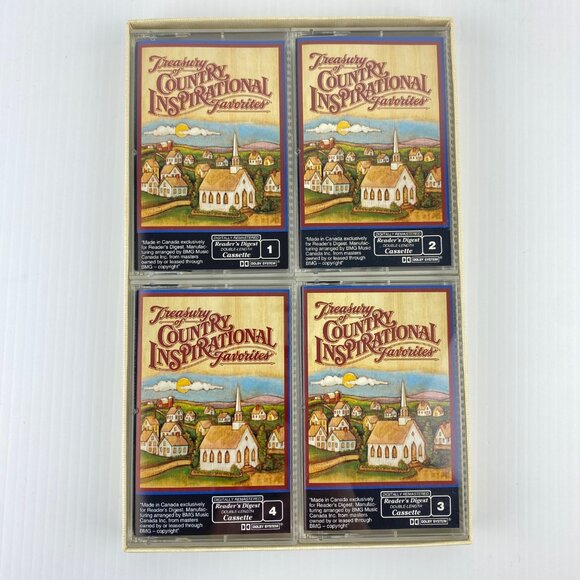 Treasury
of
COUNTRY
INSPIRATIONAL
Favorites
"Made in Canada exclusively
for Reader's Digest. Manufac-
turing arranged by BMG Music
Canada Inc. from masters
owned by or leased through
BMG – copyright"
DIGITALLY REMASTERED
Reader's Digest
DOUBLE-LENGTH
Cassette
DOLBY SYSTEM
1
Treasury
of
COUNTRY
INSPIRATIONAL
Favorites
"Made in Canada exclusively
for Reader's Digest. Manufac-
turing arranged by BMG Music
Canada Inc. from masters
owned by or leased through
BMG – copyright"
DIGITALLY REMASTERED
Reader's Digest
DOUBLE-LENGTH
Cassette
DOLBY SYSTEM
2
Treasury
of
COUNTRY
INSPIRATIONAL
Favorites
"Made in Canada exclusively
for Reader's Digest. Manufac-
turing arranged by BMG Music
Canada Inc. from masters
owned by or leased through
BMG – copyright"
DIGITALLY REMASTERED
Reader's Digest
DOUBLE-LENGTH
Cassette
DOLBY SYSTEM
4
Treasury
of
COUNTRY
INSPIRATIONAL
Favorites
"Made in Canada exclusively
for Reader's Digest. Manufac-
turing arranged by BMG Music
Canada Inc. from masters
owned by or leased through
BMG – copyright"
DIGITALLY REMASTERED
Reader's Digest
DOUBLE-LENGTH
Cassette
DOLBY SYSTEM
3